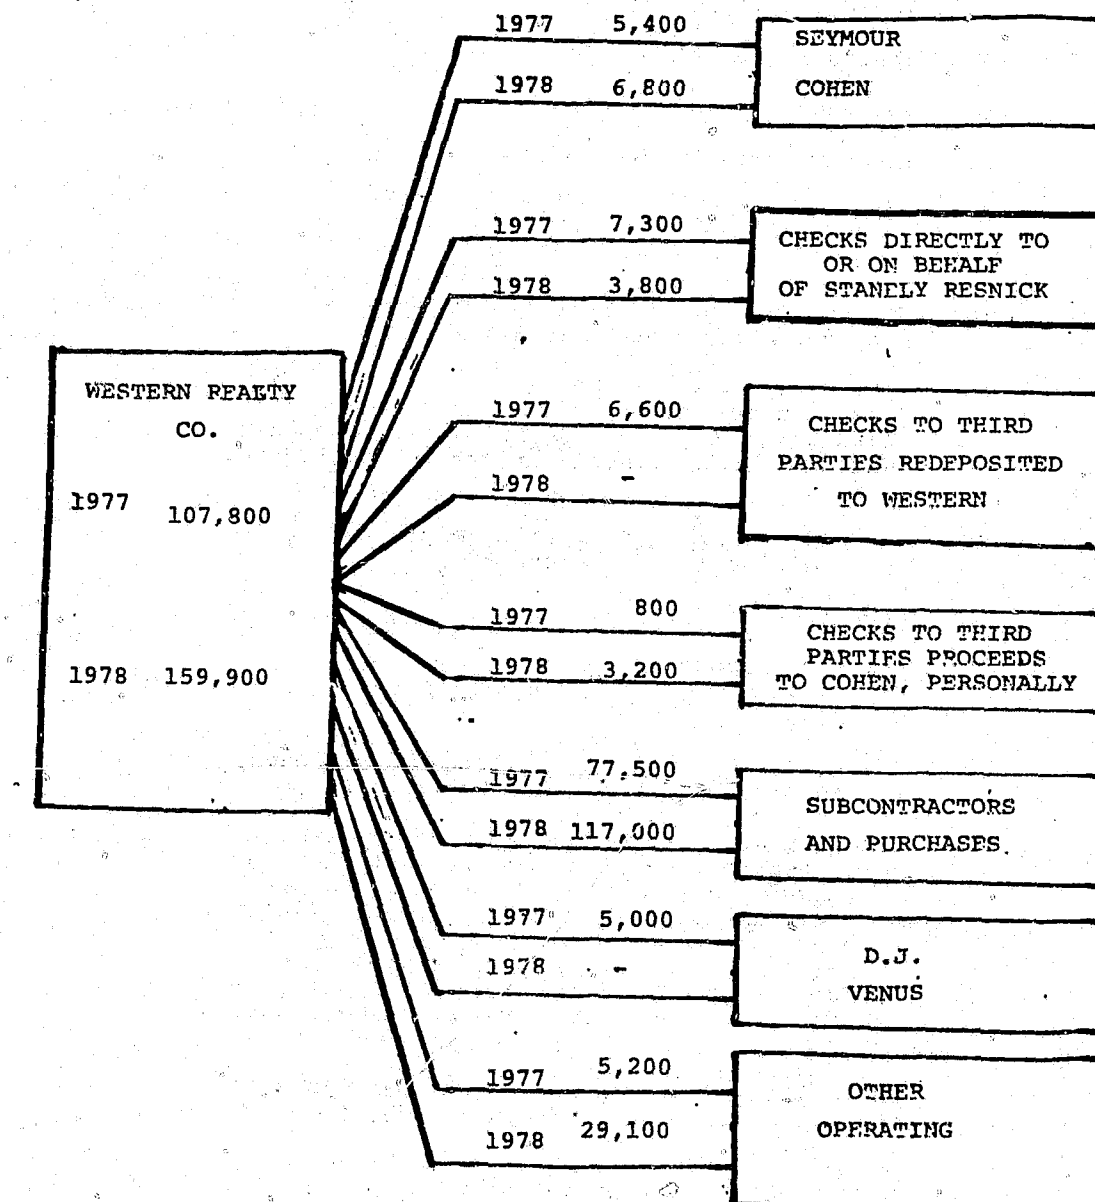 1977 5,400
SEYMOUR
1978 6,800
COHEN
1977 7,300
CHECKS DIRECTLY TO
OR ON BEHALF
1978 3,800
OF STANELY RESNICK
WESTERN REALTY
CO.
1977 107,800
1978 159,900
1977 6,600
CHECKS TO THIRD
PARTIES REDEPOSITED
1978 -
TO WESTERN
1977 800
CHECKS TO THIRD
PARTIES PROCEEDS
1978 3,200
TO COHEN, PERSONALLY
1977 77,500
SUBCONTRACTORS
1978 117,000
AND PURCHASES.
1977 5,000
D.J.
1978 -
VENUS
1977 5,200
OTHER
1978 29,100
OPERATING